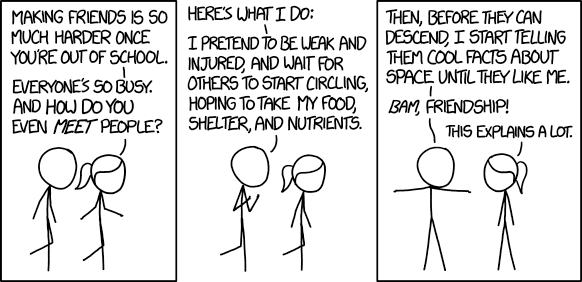 MAKING FRIENDS IS SO
MUCH HARDER ONCE
YOU'RE OUT OF SCHOOL.
EVERYONE'S SO BUSY.
AND HOW DO YOU
EVEN MEET PEOPLE?
HERE'S WHAT I DO:
I PRETEND TO BE WEAK AND
INJURED, AND WAIT FOR
OTHERS TO START CIRCLING,
HOPING TO TAKE MY FOOD,
SHELTER, AND NUTRIENTS.
THEN, BEFORE THEY CAN
DESCEND, I START TELLING
THEM COOL FACTS ABOUT
SPACE UNTIL THEY LIKE ME.
BAM, FRIENDSHIP!
THIS EXPLAINS A LOT.